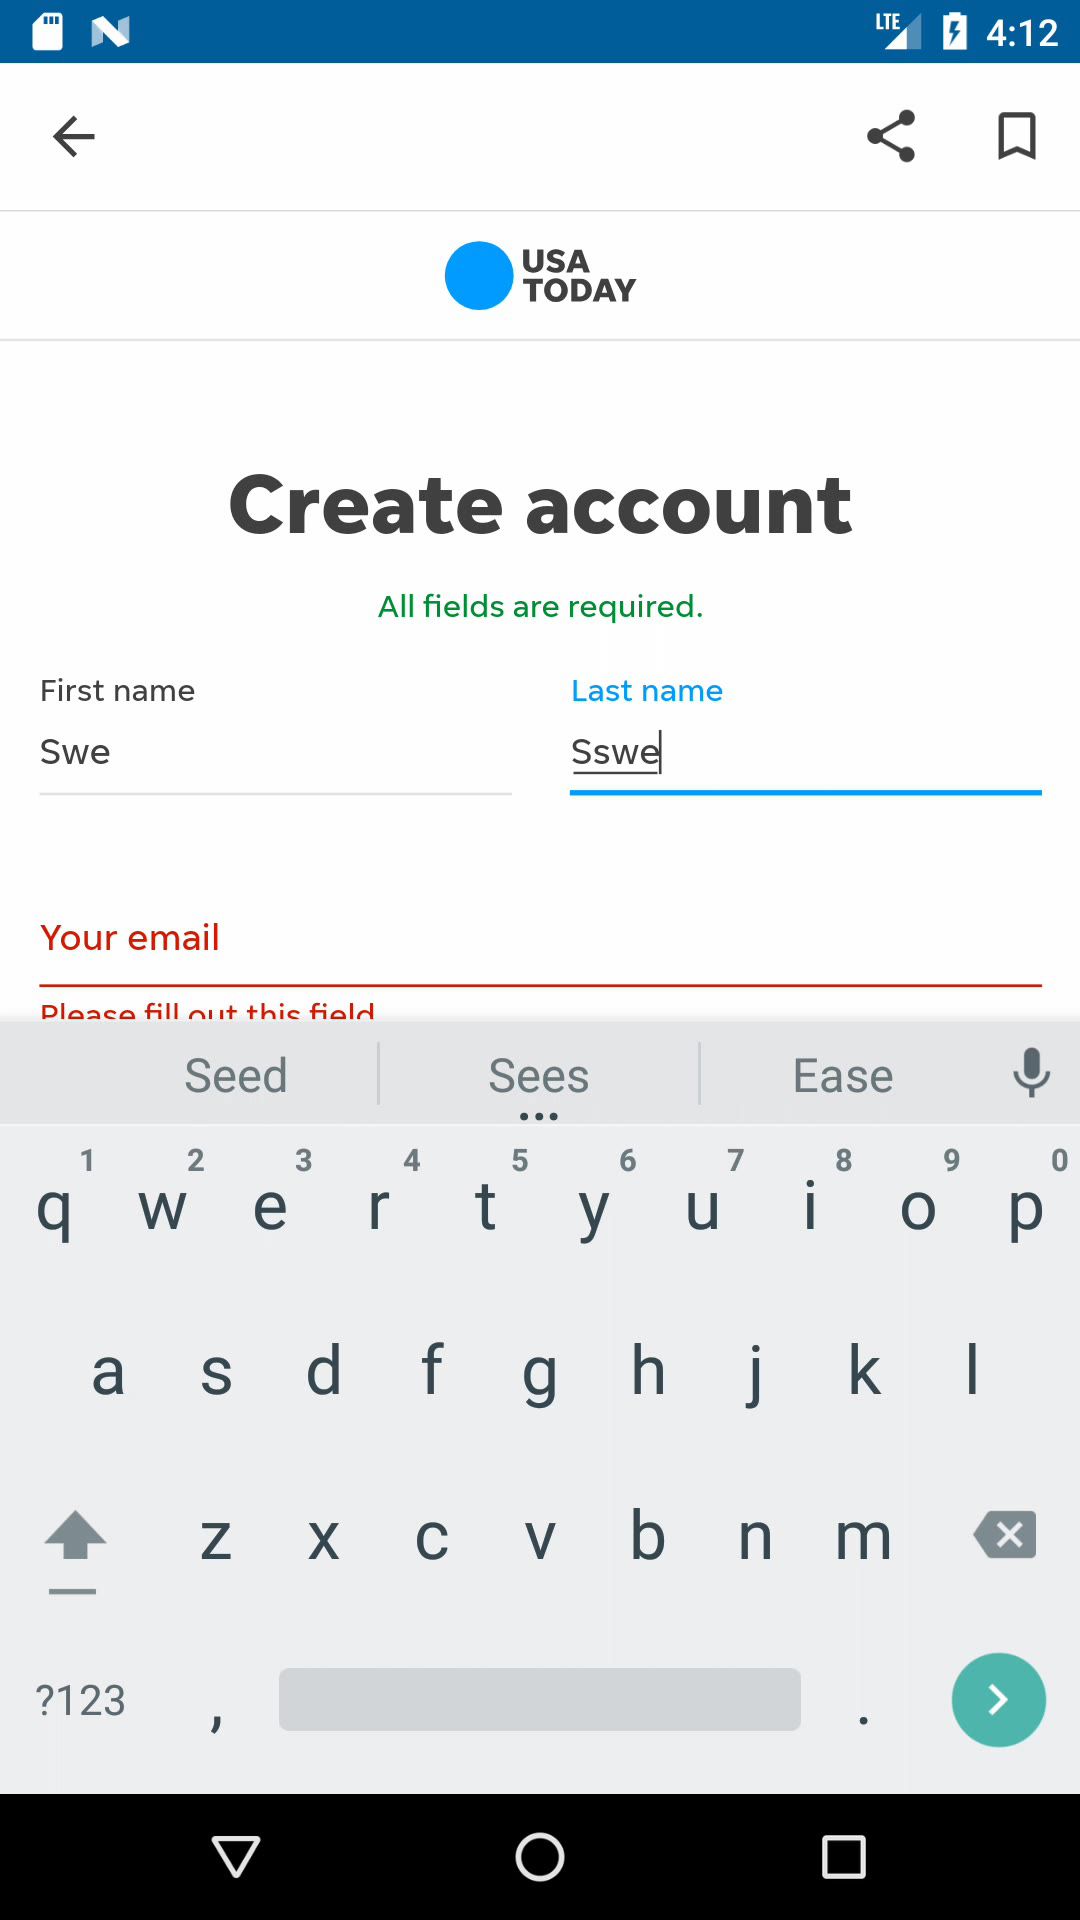 LTE 4:12
USA
TODAY
Create account
All fields are required.
First name Last name
Swe Sswe
Your email
Please fill out this field
Seed Sees Ease
1 2 3 4 5 6 7 8 9 0
q w e r t y u i o p
a s d f g h j k l
z x c v b n m
?123 , .